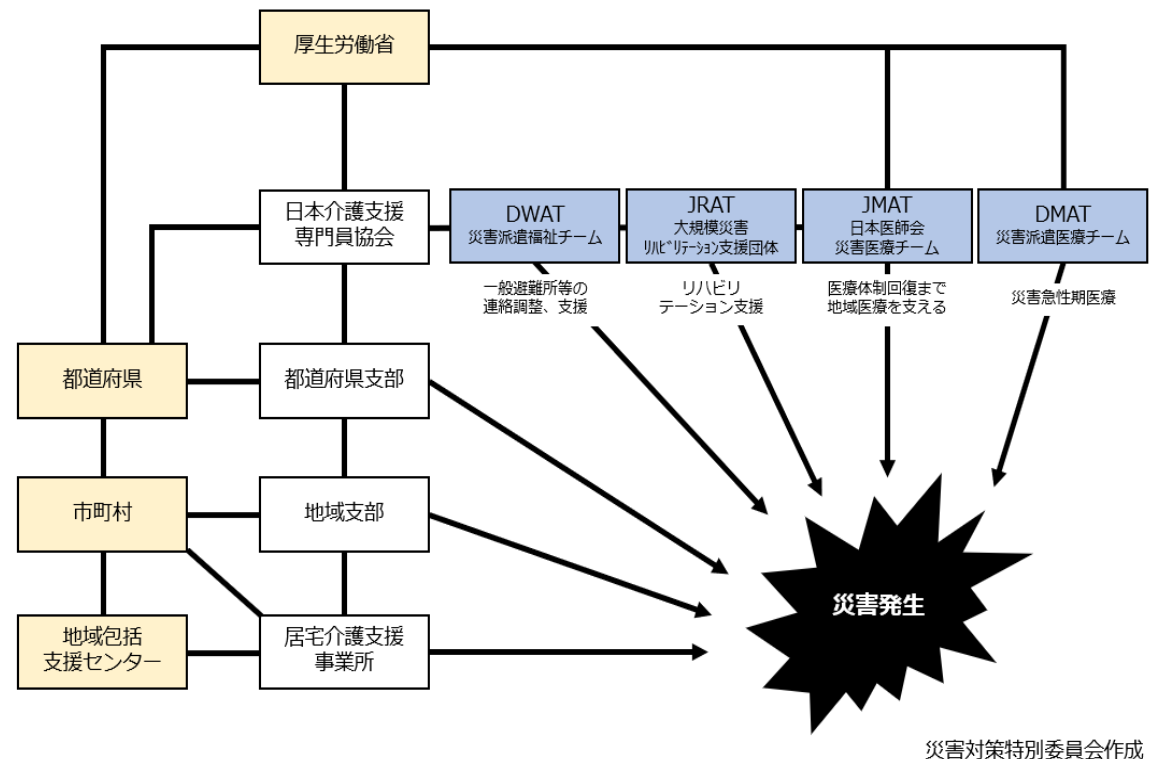 厚生労働省
日本介護支援
専門員協会
DWAT
災害派遣福祉チーム
JRAT
大規模災害
ﾘﾊﾋﾞﾘﾃｰｼｮﾝ支援団体
JMAT
日本医師会
災害医療チーム
DMAT
災害派遣医療チーム
一般避難所等の
連絡調整、支援
リハビリ
テーション支援
医療体制回復まで
地域医療を支える
災害急性期医療
都道府県
都道府県支部
市町村
地域支部
地域包括
支援センター
居宅介護支援
事業所
災害発生
災害対策特別委員会作成